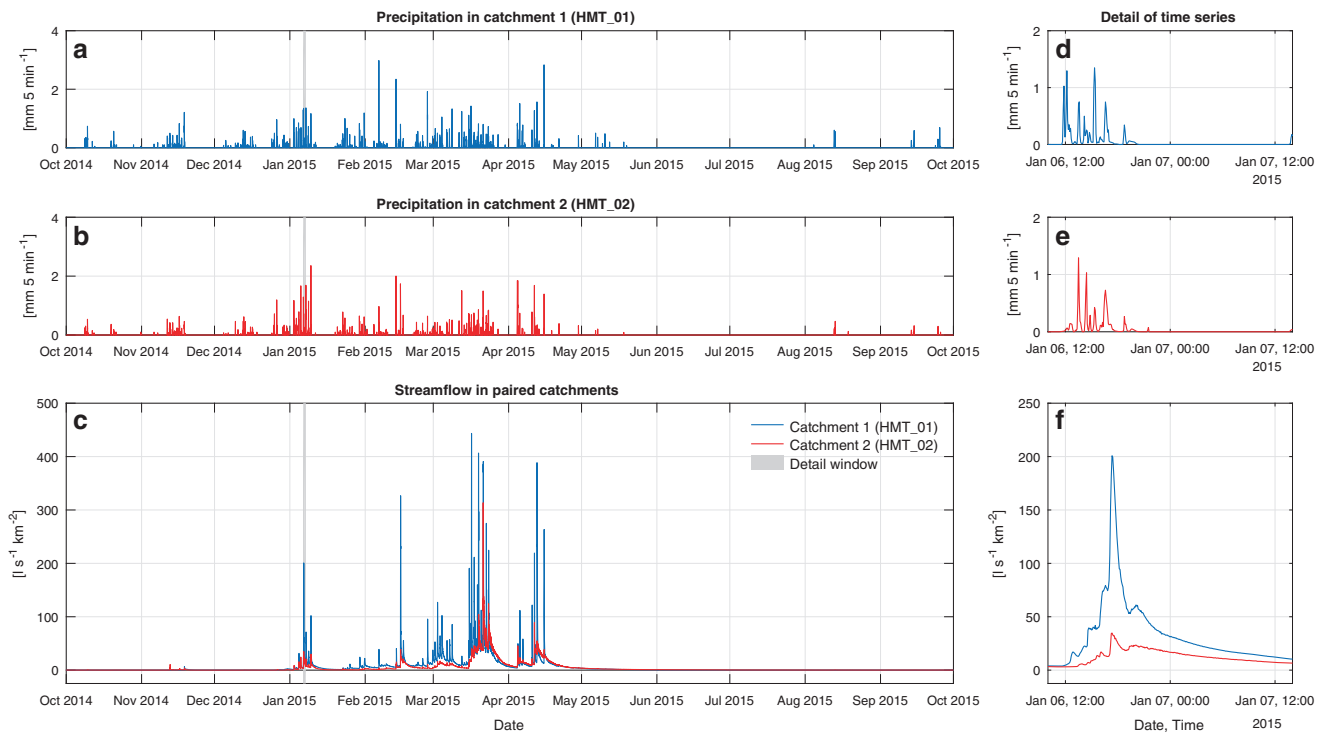 Precipitation in catchment 1 (HMT_01)
a
[mm 5 min⁻¹]
4
2
0
Oct 2014 Nov 2014 Dec 2014 Jan 2015 Feb 2015 Mar 2015 Apr 2015 May 2015 Jun 2015 Jul 2015 Aug 2015 Sep 2015 Oct 2015
Detail of time series
d
[mm 5 min⁻¹]
2
1
0
Jan 06, 12:00 Jan 07, 00:00 Jan 07, 12:00
2015
Precipitation in catchment 2 (HMT_02)
b
[mm 5 min⁻¹]
4
2
0
Oct 2014 Nov 2014 Dec 2014 Jan 2015 Feb 2015 Mar 2015 Apr 2015 May 2015 Jun 2015 Jul 2015 Aug 2015 Sep 2015 Oct 2015
e
[mm 5 min⁻¹]
2
1
0
Jan 06, 12:00 Jan 07, 00:00 Jan 07, 12:00
2015
Streamflow in paired catchments
c
[l s⁻¹ km⁻²]
500
400
300
200
100
0
Catchment 1 (HMT_01)
Catchment 2 (HMT_02)
Detail window
Oct 2014 Nov 2014 Dec 2014 Jan 2015 Feb 2015 Mar 2015 Apr 2015 May 2015 Jun 2015 Jul 2015 Aug 2015 Sep 2015 Oct 2015
Date
f
[l s⁻¹ km⁻²]
250
200
150
100
50
0
Jan 06, 12:00 Jan 07, 00:00 Jan 07, 12:00
Date, Time 2015